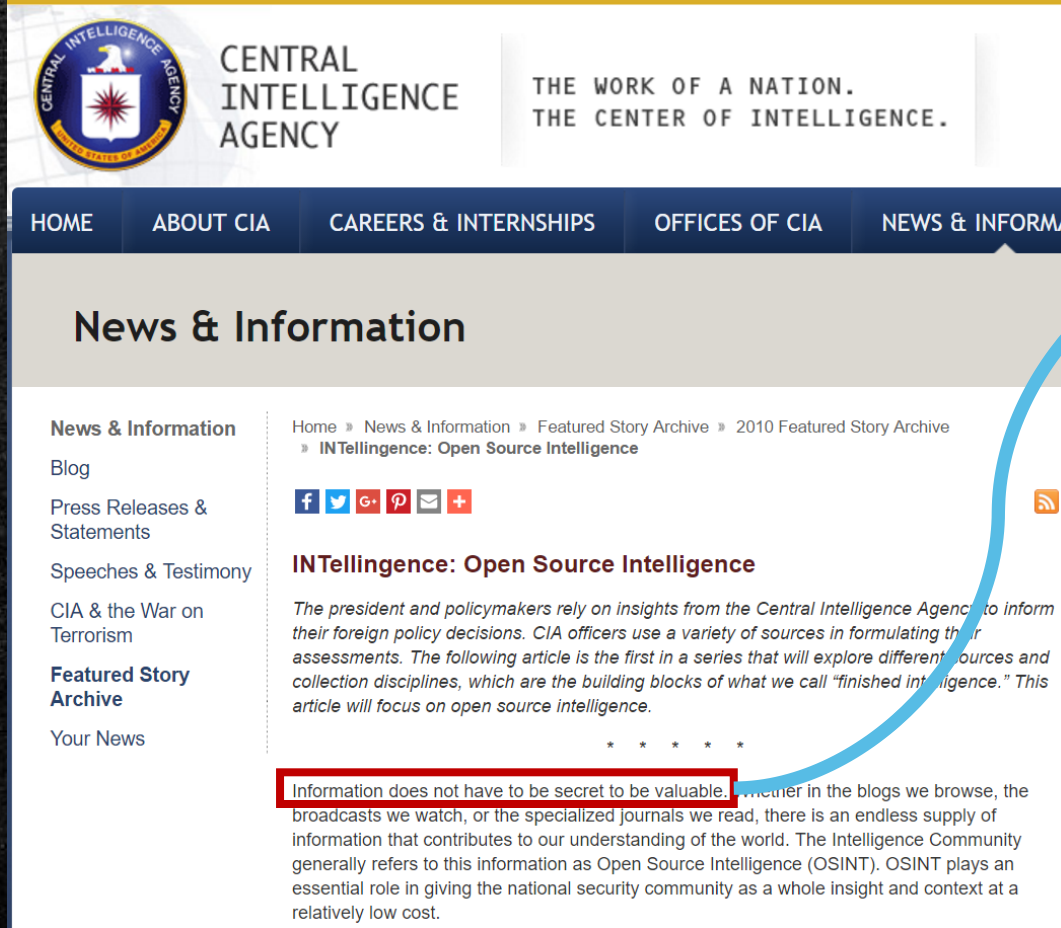 CENTRAL INTELLIGENCE AGENCY
UNITED STATES OF AMERICA
CENTRAL
INTELLIGENCE
AGENCY
THE WORK OF A NATION.
THE CENTER OF INTELLIGENCE.
HOME ABOUT CIA CAREERS & INTERNSHIPS OFFICES OF CIA NEWS & INFORMA
News & Information
News & Information
Blog
Press Releases &
Statements
Speeches & Testimony
CIA & the War on
Terrorism
Featured Story
Archive
Your News
Home » News & Information » Featured Story Archive » 2010 Featured Story Archive
» INTellingence: Open Source Intelligence
INTellingence: Open Source Intelligence
The president and policymakers rely on insights from the Central Intelligence Agency to inform
their foreign policy decisions. CIA officers use a variety of sources in formulating their
assessments. The following article is the first in a series that will explore different sources and
collection disciplines, which are the building blocks of what we call “finished intelligence.” This
article will focus on open source intelligence.
* * * * *
Information does not have to be secret to be valuable. Whether in the blogs we browse, the
broadcasts we watch, or the specialized journals we read, there is an endless supply of
information that contributes to our understanding of the world. The Intelligence Community
generally refers to this information as Open Source Intelligence (OSINT). OSINT plays an
essential role in giving the national security community as a whole insight and context at a
relatively low cost.